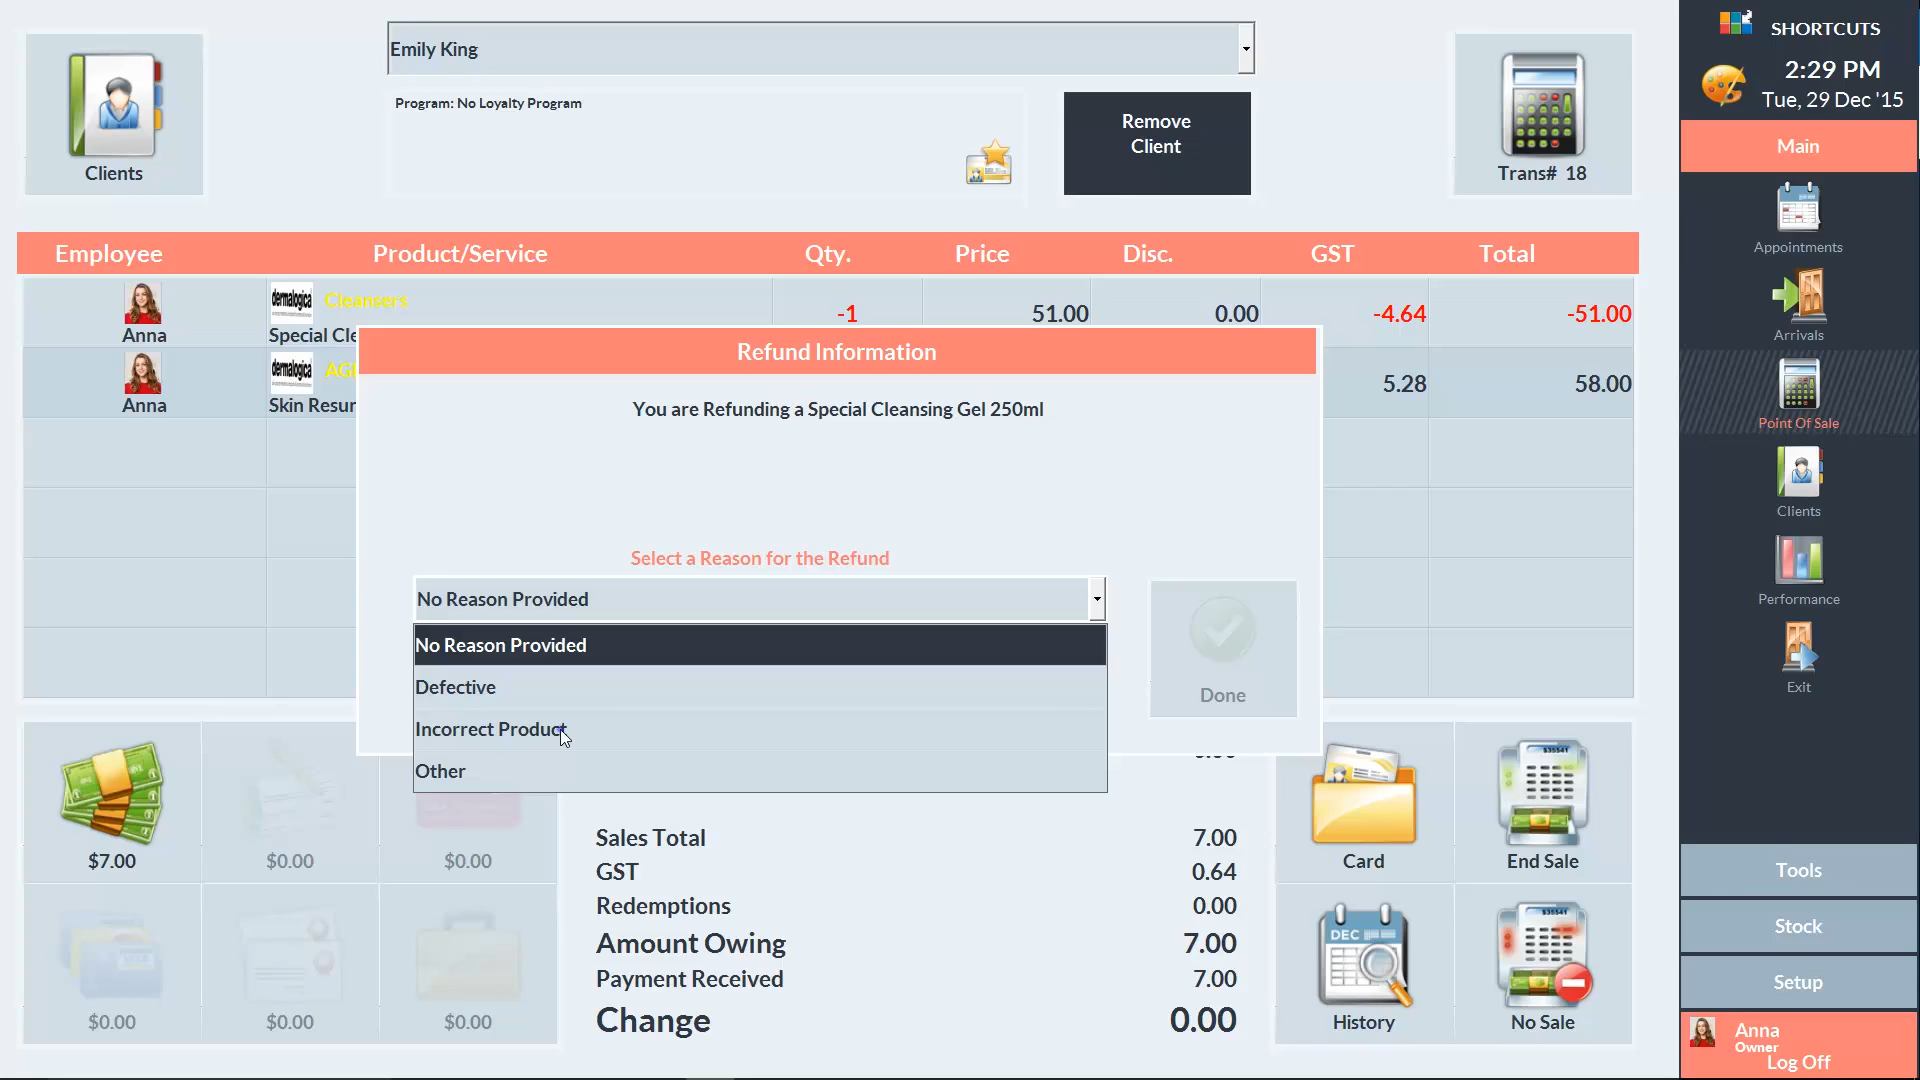 Emily King
Program: No Loyalty Program
Remove
Client
Clients
Trans# 18
Employee Product/Service Qty. Price Disc. GST Total
dermalogica Cleansers
Anna Special Cle -1 51.00 0.00 -4.64 -51.00
dermalogica AGE
Anna Skin Resur 5.28 58.00
Refund Information
You are Refunding a Special Cleansing Gel 250ml
Select a Reason for the Refund
No Reason Provided
No Reason Provided
Defective
Incorrect Product
Other
Done
$7.00 $0.00 $0.00
$0.00 $0.00 $0.00
Sales Total 7.00
GST 0.64
Redemptions 0.00
Amount Owing 7.00
Payment Received 7.00
Change 0.00
Card
End Sale
DEC
History
No Sale
SHORTCUTS
2:29 PM
Tue, 29 Dec '15
Main
Appointments
Arrivals
Point Of Sale
Clients
Performance
Exit
Tools
Stock
Setup
Anna
Owner
Log Off